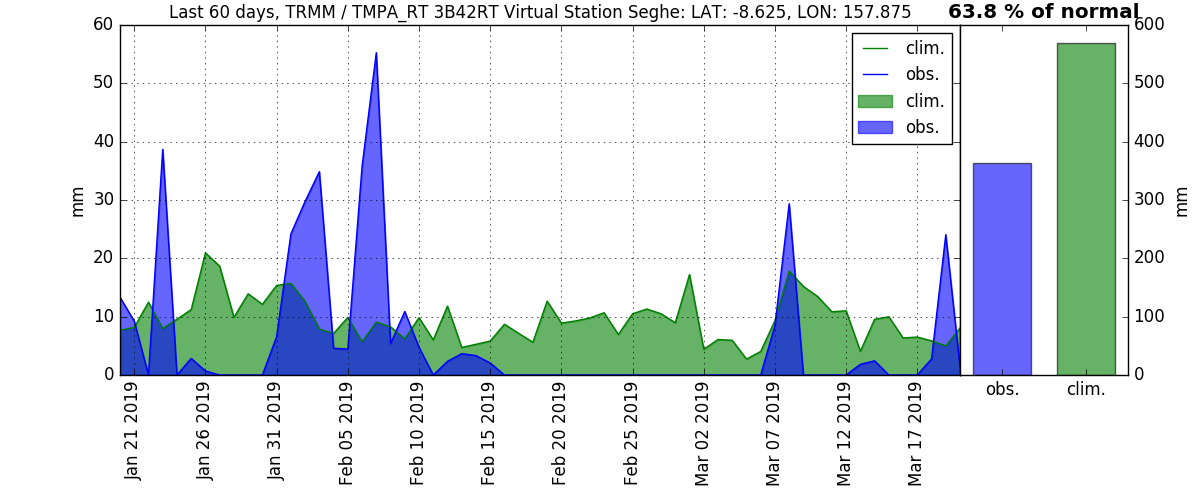 Last 60 days, TRMM / TMPA_RT 3B42RT Virtual Station Seghe: LAT: -8.625, LON: 157.875
63.8 % of normal
60
50
40
30
20
10
0
mm
clim.
obs.
clim.
obs.
Jan 21 2019
Jan 26 2019
Jan 31 2019
Feb 05 2019
Feb 10 2019
Feb 15 2019
Feb 20 2019
Feb 25 2019
Mar 02 2019
Mar 07 2019
Mar 12 2019
Mar 17 2019
600
500
400
300
200
100
0
mm
obs.
clim.